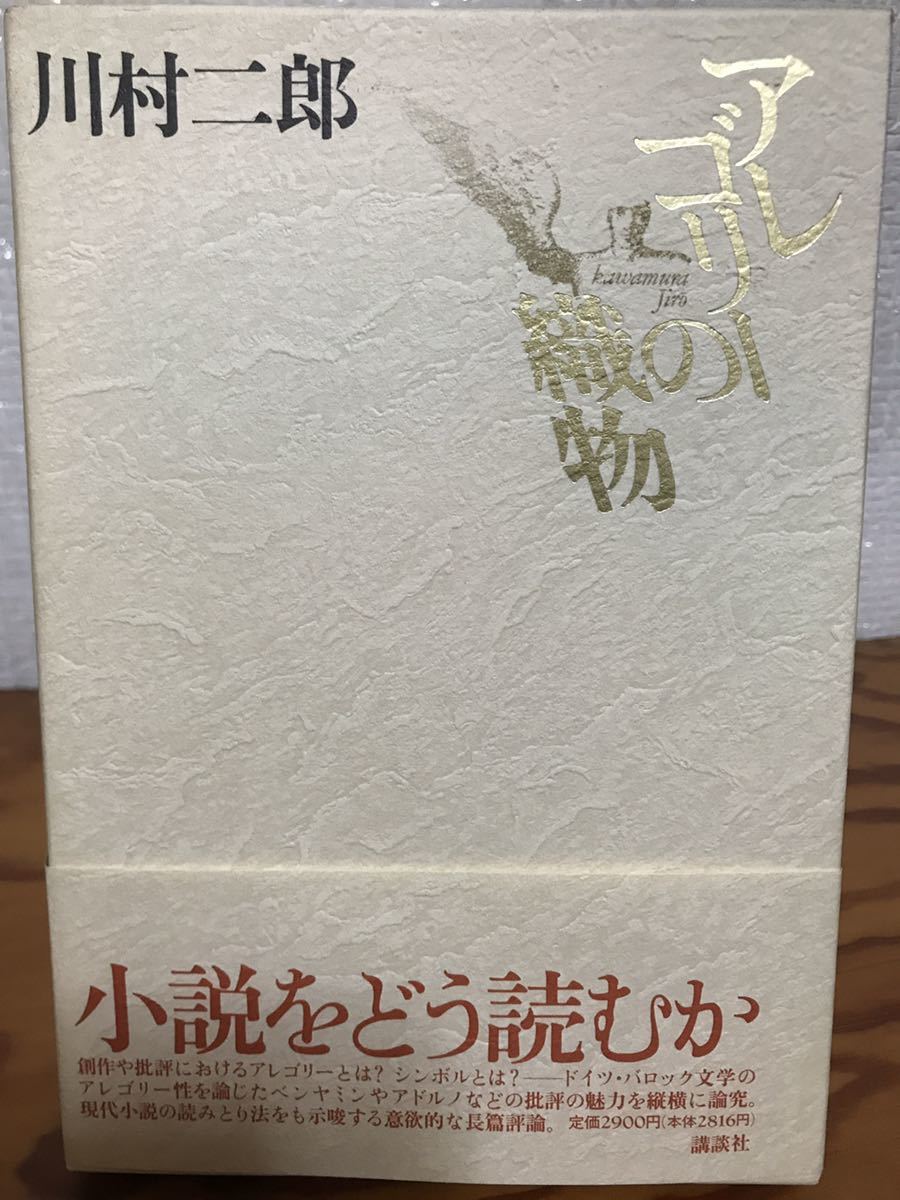 川村二郎
アレゴリーの織物
kawamura
Jirō
小説をどう読むか
創作や批評におけるアレゴリーとは? シンボルとは?——ドイツ・バロック文学の
アレゴリー性を論じたベンヤミンやアドルノなどの批評の魅力を縦横に論究。
現代小説の読みとり法をも示唆する意欲的な長篇評論。 定価2900円(本体2816円)
講談社